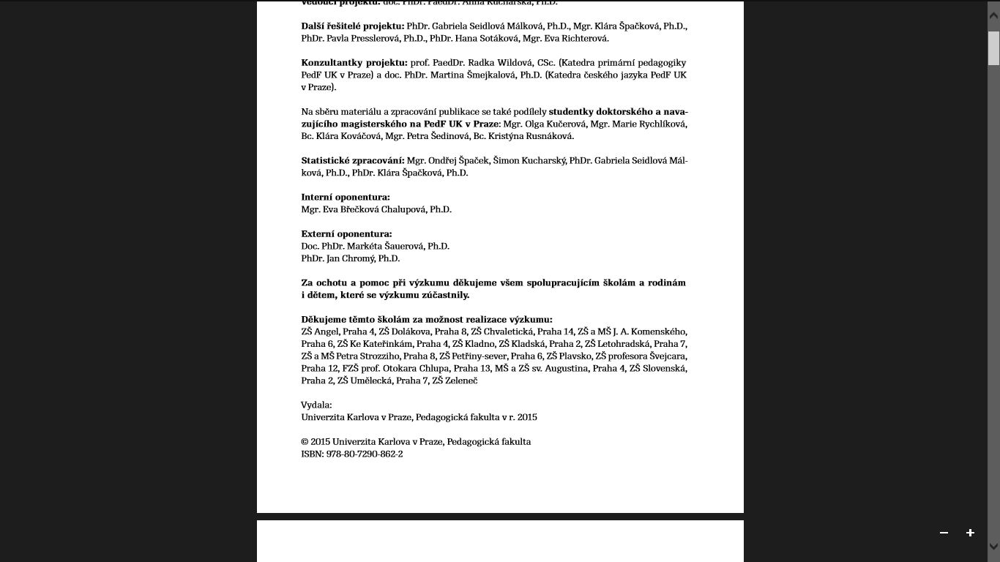 vedoucí projektu: doc. PhDr. PaedDr. Anna Kucharská, Ph.D.
Další řešitelé projektu: PhDr. Gabriela Seidlová Málková, Ph.D., Mgr. Klára Špačková, Ph.D.,
PhDr. Pavla Presslerová, Ph.D., PhDr. Hana Sotáková, Mgr. Eva Richterová.
Konzultantky projektu: prof. PaedDr. Radka Wildová, CSc. (Katedra primární pedagogiky
PedF UK v Praze) a doc. PhDr. Martina Šmejkalová, Ph.D. (Katedra českého jazyka PedF UK
v Praze).
Na sběru materiálu a zpracování publikace se také podílely studentky doktorského a nava-
zujícího magisterského na PedF UK v Praze: Mgr. Olga Kučerová, Mgr. Marie Rychlíková,
Bc. Klára Kováčová, Mgr. Petra Šedinová, Bc. Kristýna Rusnáková.
Statistické zpracování: Mgr. Ondřej Špaček, Šimon Kucharský, PhDr. Gabriela Seidlová Mál-
ková, Ph.D., PhDr. Klára Špačková, Ph.D.
Interní oponentura:
Mgr. Eva Břečková Chalupová, Ph.D.
Externí oponentura:
Doc. PhDr. Markéta Šauerová, Ph.D.
PhDr. Jan Chromý, Ph.D.
Za ochotu a pomoc při výzkumu děkujeme všem spolupracujícím školám a rodinám
i dětem, které se výzkumu zúčastnily.
Děkujeme těmto školám za možnost realizace výzkumu:
ZŠ Angel, Praha 4, ZŠ Dolákova, Praha 8, ZŠ Chvaletická, Praha 14, ZŠ a MŠ J. A. Komenského,
Praha 6, ZŠ Ke Kateřinkám, Praha 4, ZŠ Kladno, ZŠ Kladská, Praha 2, ZŠ Letohradská, Praha 7,
ZŠ a MŠ Petra Strozziho, Praha 8, ZŠ Petřiny-sever, Praha 6, ZŠ Plavsko, ZŠ profesora Švejcara,
Praha 12, FZŠ prof. Otokara Chlupa, Praha 13, MŠ a ZŠ sv. Augustina, Praha 4, ZŠ Slovenská,
Praha 2, ZŠ Umělecká, Praha 7, ZŠ Zeleneč
Vydala:
Univerzita Karlova v Praze, Pedagogická fakulta v r. 2015
© 2015 Univerzita Karlova v Praze, Pedagogická fakulta
ISBN: 978-80-7290-862-2